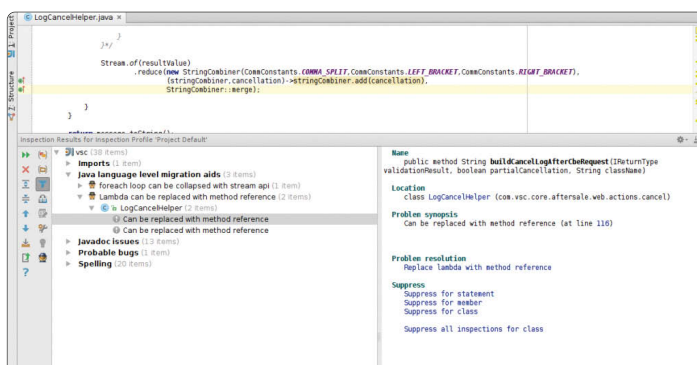 LogCancelHelper.java ×
1: Project
7: Structure
}
}*/
Stream.of(resultValue)
.reduce(new StringCombiner(CommConstants.COMMA_SPLIT,CommConstants.LEFT_BRACKET,CommConstants.RIGHT_BRACKET),
(stringCombiner,cancellation)->stringCombiner.add(cancellation),
StringCombiner::merge);
}
}
return message.toString();
Inspection Results for Inspection Profile 'Project Default'
vsc (38 items)
Imports (1 item)
Java language level migration aids (3 items)
foreach loop can be collapsed with stream api (1 item)
Lambda can be replaced with method reference (2 items)
LogCancelHelper (2 items)
Can be replaced with method reference
Can be replaced with method reference
Javadoc issues (13 items)
Probable bugs (1 item)
Spelling (20 items)
Name
public method String buildCancelLogAfterCbeRequest(IReturnType
validationResult, boolean partialCancellation, String className)
Location
class LogCancelHelper (com.vsc.core.aftersale.web.actions.cancel)
Problem synopsis
Can be replaced with method reference (at line 116)
Problem resolution
Replace lambda with method reference
Suppress
Suppress for statement
Suppress for member
Suppress for class
Suppress all inspections for class